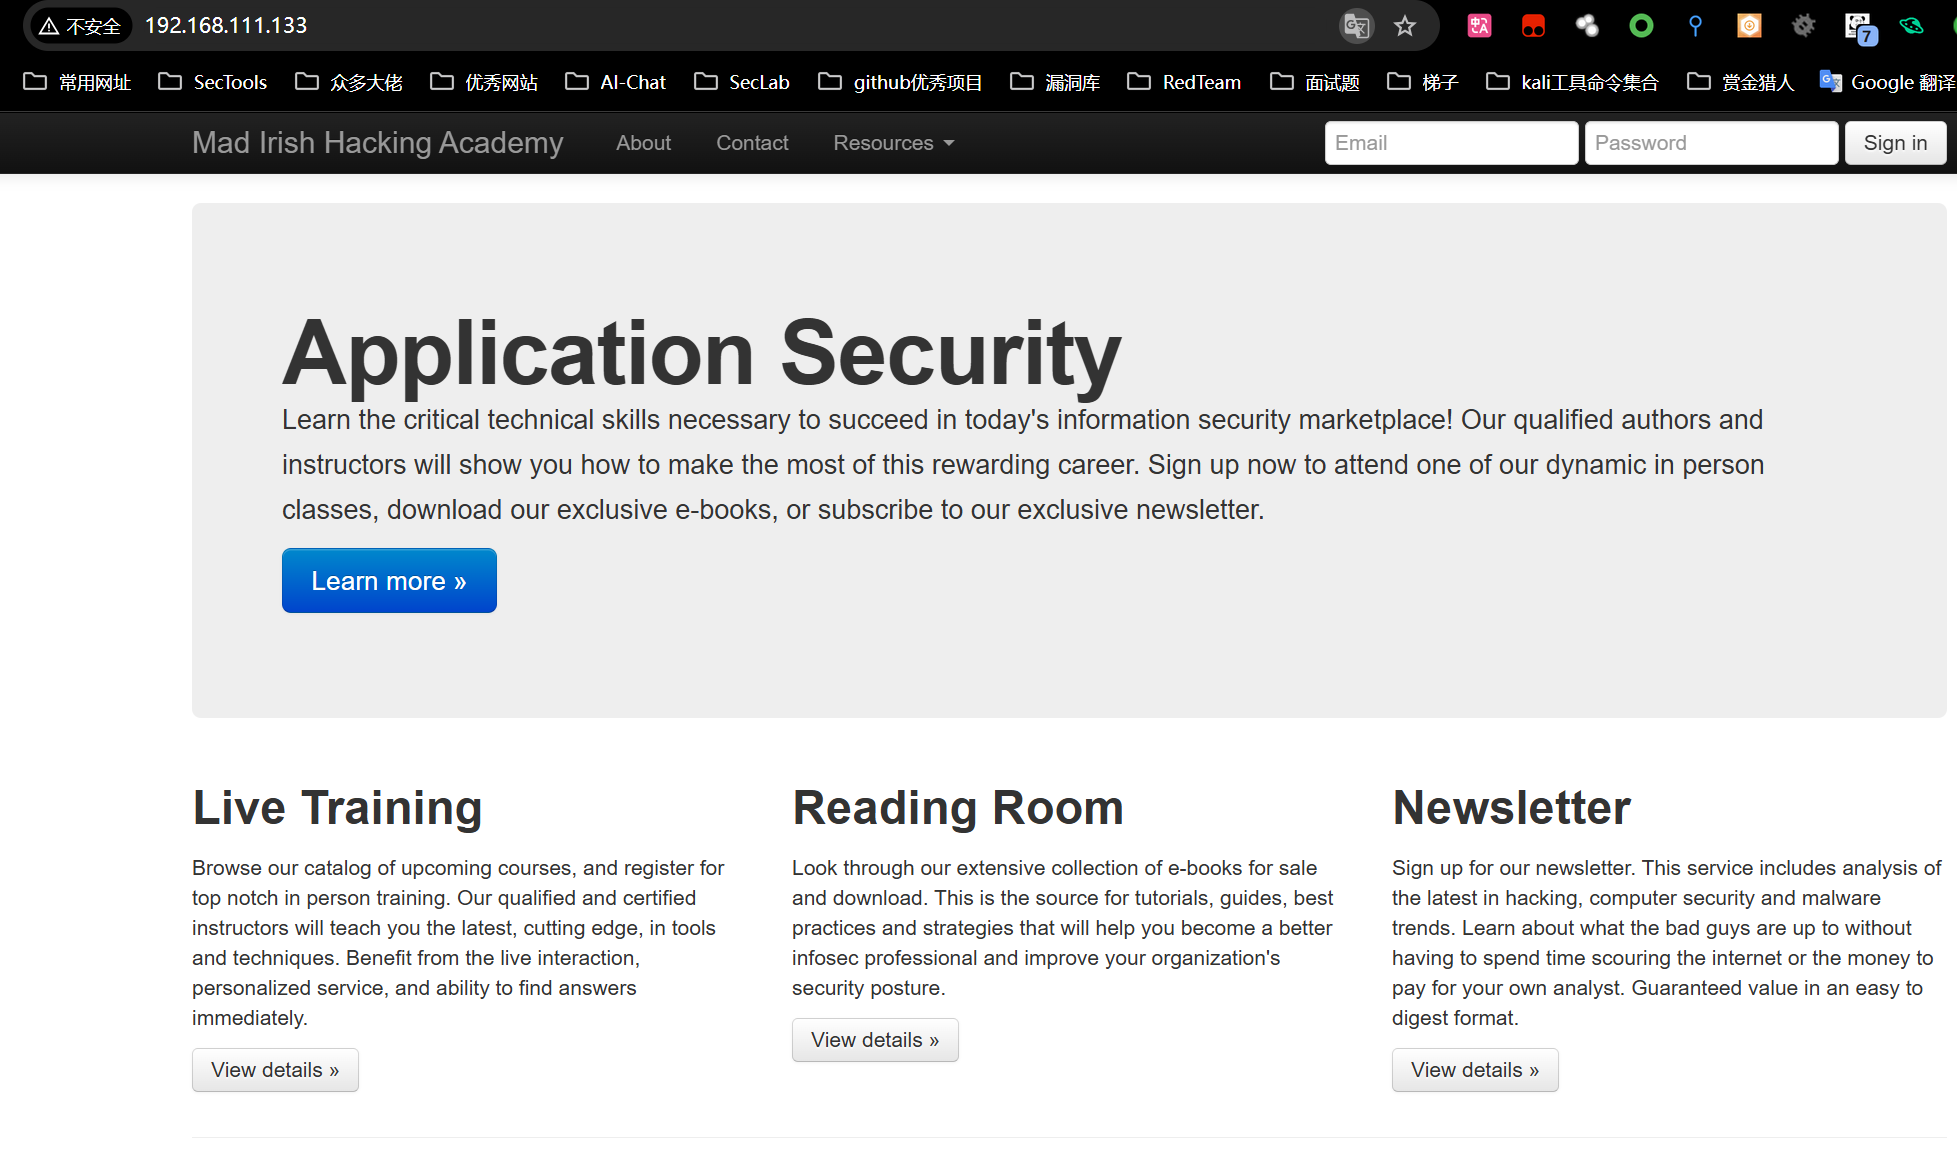 不安全 192.168.111.133
7
常用网址 SecTools 众多大佬 优秀网站 AI-Chat SecLab github优秀项目 漏洞库 RedTeam 面试题 梯子 kali工具命令集合 赏金猎人 Google 翻译
Mad Irish Hacking Academy About Contact Resources Email Password Sign in
Application Security
Learn the critical technical skills necessary to succeed in today's information security marketplace! Our qualified authors and
instructors will show you how to make the most of this rewarding career. Sign up now to attend one of our dynamic in person
classes, download our exclusive e-books, or subscribe to our exclusive newsletter.
Learn more »
Live Training
Browse our catalog of upcoming courses, and register for
top notch in person training. Our qualified and certified
instructors will teach you the latest, cutting edge, in tools
and techniques. Benefit from the live interaction,
personalized service, and ability to find answers
immediately.
View details »
Reading Room
Look through our extensive collection of e-books for sale
and download. This is the source for tutorials, guides, best
practices and strategies that will help you become a better
infosec professional and improve your organization's
security posture.
View details »
Newsletter
Sign up for our newsletter. This service includes analysis of
the latest in hacking, computer security and malware
trends. Learn about what the bad guys are up to without
having to spend time scouring the internet or the money to
pay for your own analyst. Guaranteed value in an easy to
digest format.
View details »